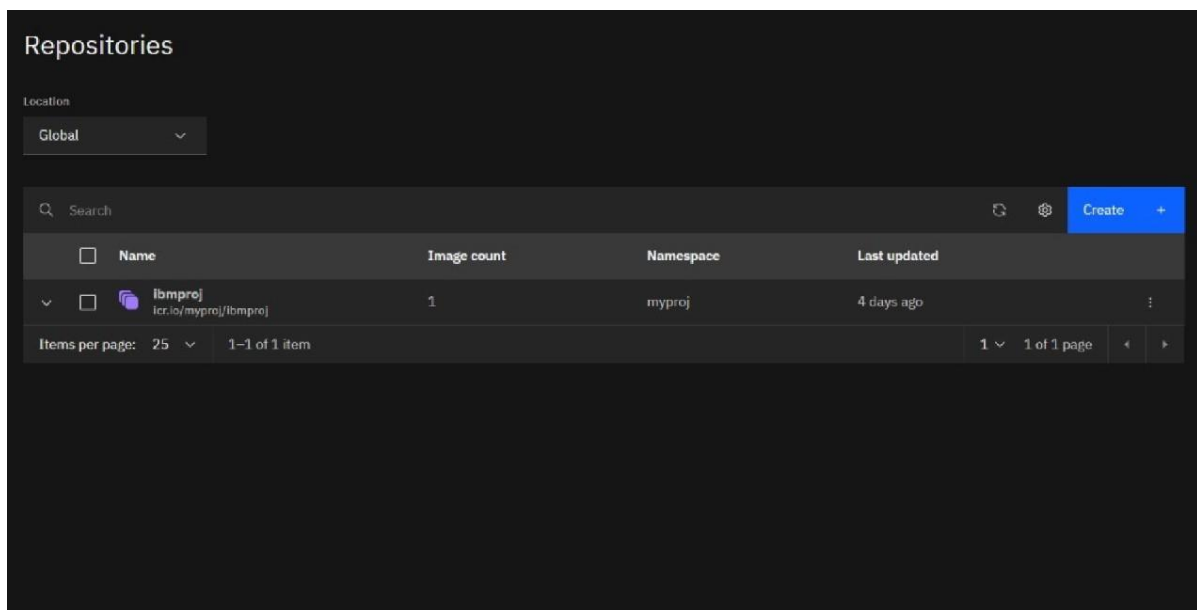 Repositories
Location
Global
Search
Create +
Name Image count Namespace Last updated
ibmproj 1 myproj 4 days ago
icr.io/myproj/ibmproj
Items per page: 25 1–1 of 1 item 1 1 of 1 page